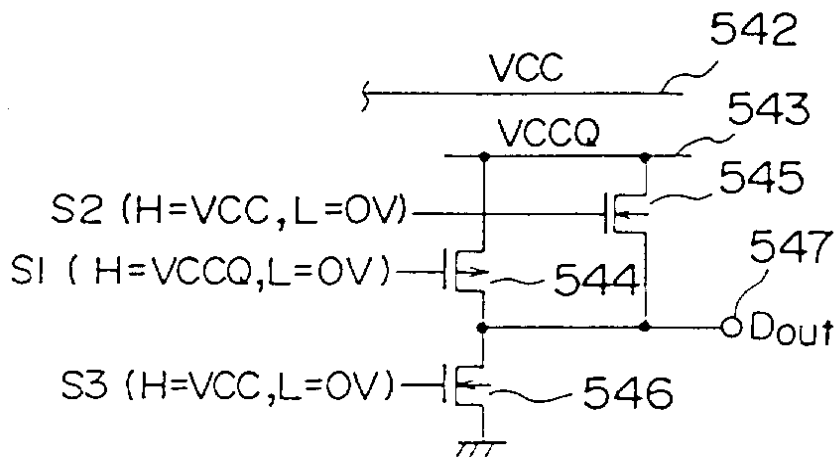 542
VCC
543
VCCQ
545
S2 (H=VCC, L=0V)
547
S1 (H=VCCQ, L=0V)
544
Dout
S3 (H=VCC, L=0V)
546